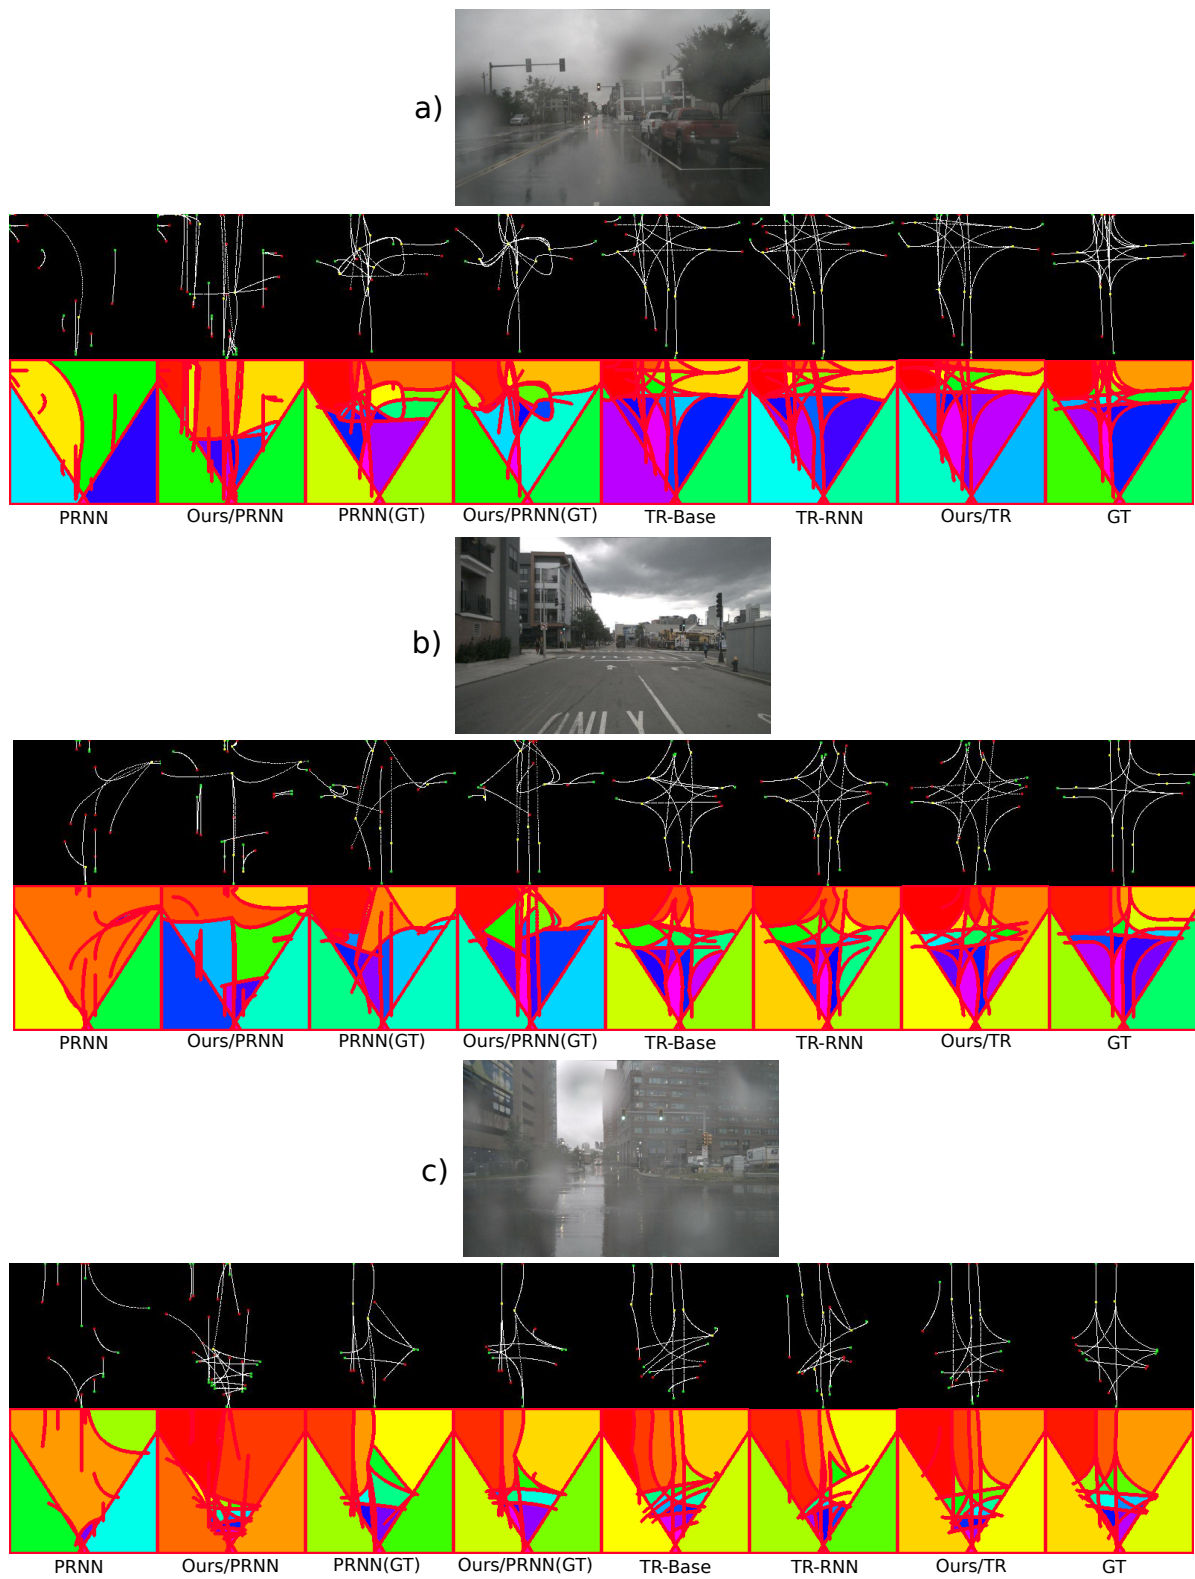 a)
PRNN Ours/PRNN PRNN(GT) Ours/PRNN(GT) TR-Base TR-RNN Ours/TR GT
b)
ONLY
PRNN Ours/PRNN PRNN(GT) Ours/PRNN(GT) TR-Base TR-RNN Ours/TR GT
c)
PRNN Ours/PRNN PRNN(GT) Ours/PRNN(GT) TR-Base TR-RNN Ours/TR GT